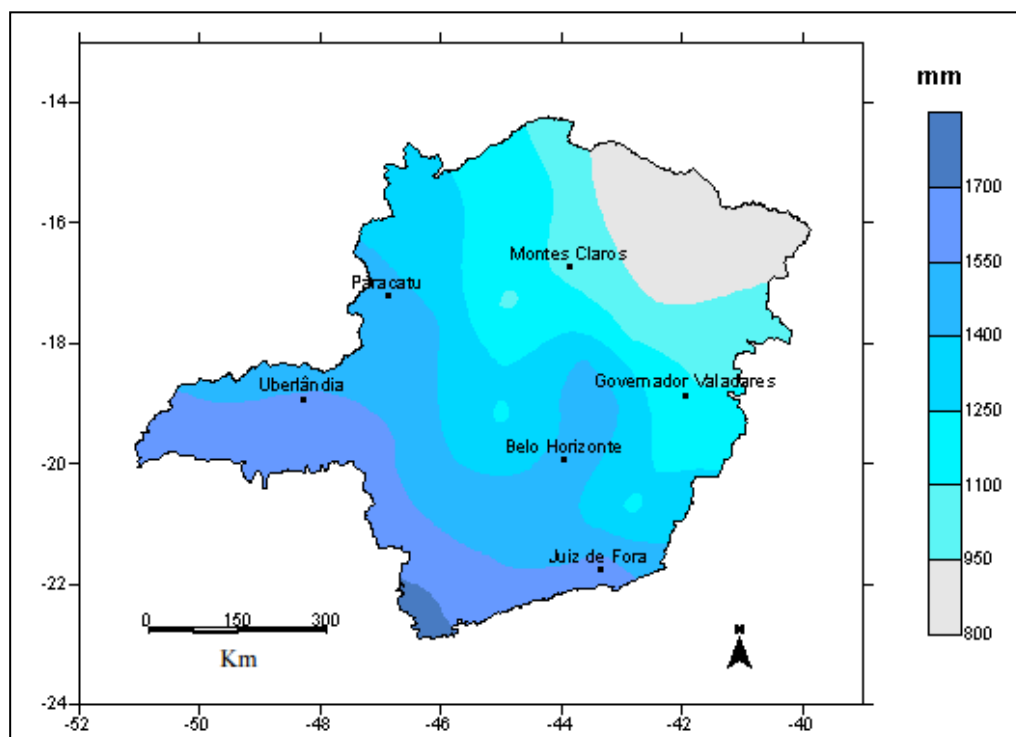 mm
-14
-16
-18
-20
-22
-24
-52
-50
-48
-46
-44
-42
-40
Montes Claros
Paracatu
Uberlândia
Governador Valadares
Belo Horizonte
Juiz de Fora
0 150 300
Km
N
1700
1550
1400
1250
1100
950
800